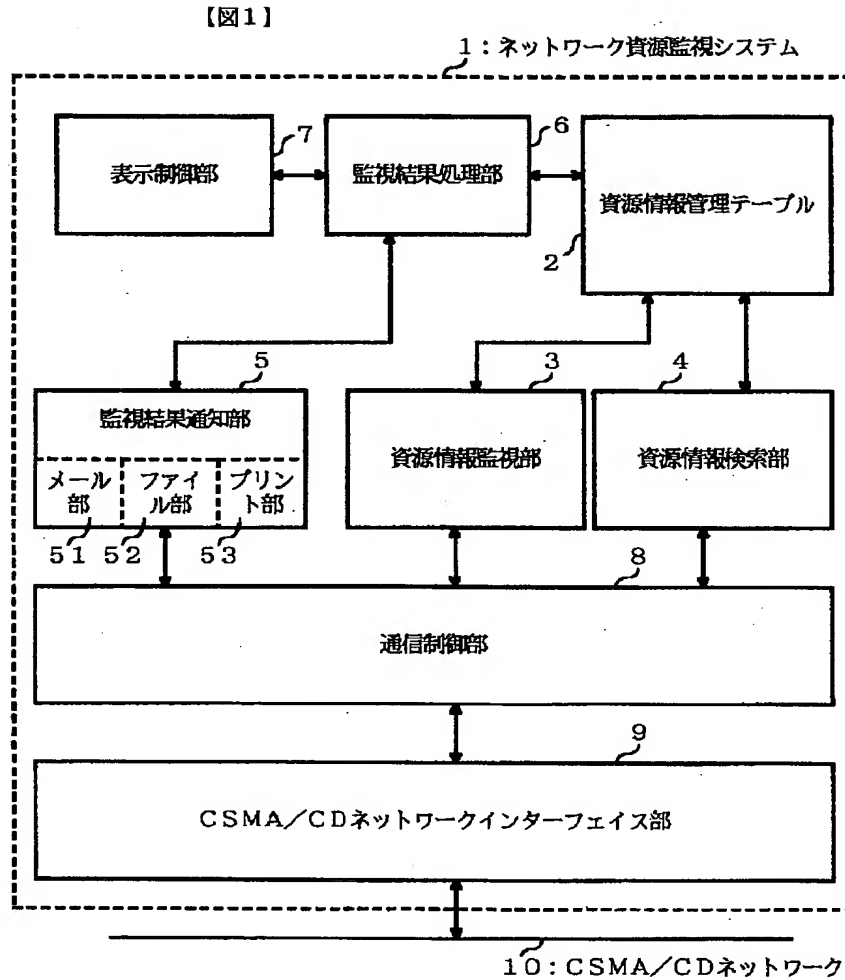 【図1】
1:ネットワーク資源監視システム
7
6
表示制御部
監視結果処理部
資源情報管理テーブル
2
5
3
4
監視結果通知部
資源情報監視部
資源情報検索部
メール部
ファイル部
プリント部
51
52
53
8
通信制御部
9
CSMA/CDネットワークインターフェイス部
10:CSMA/CDネットワーク